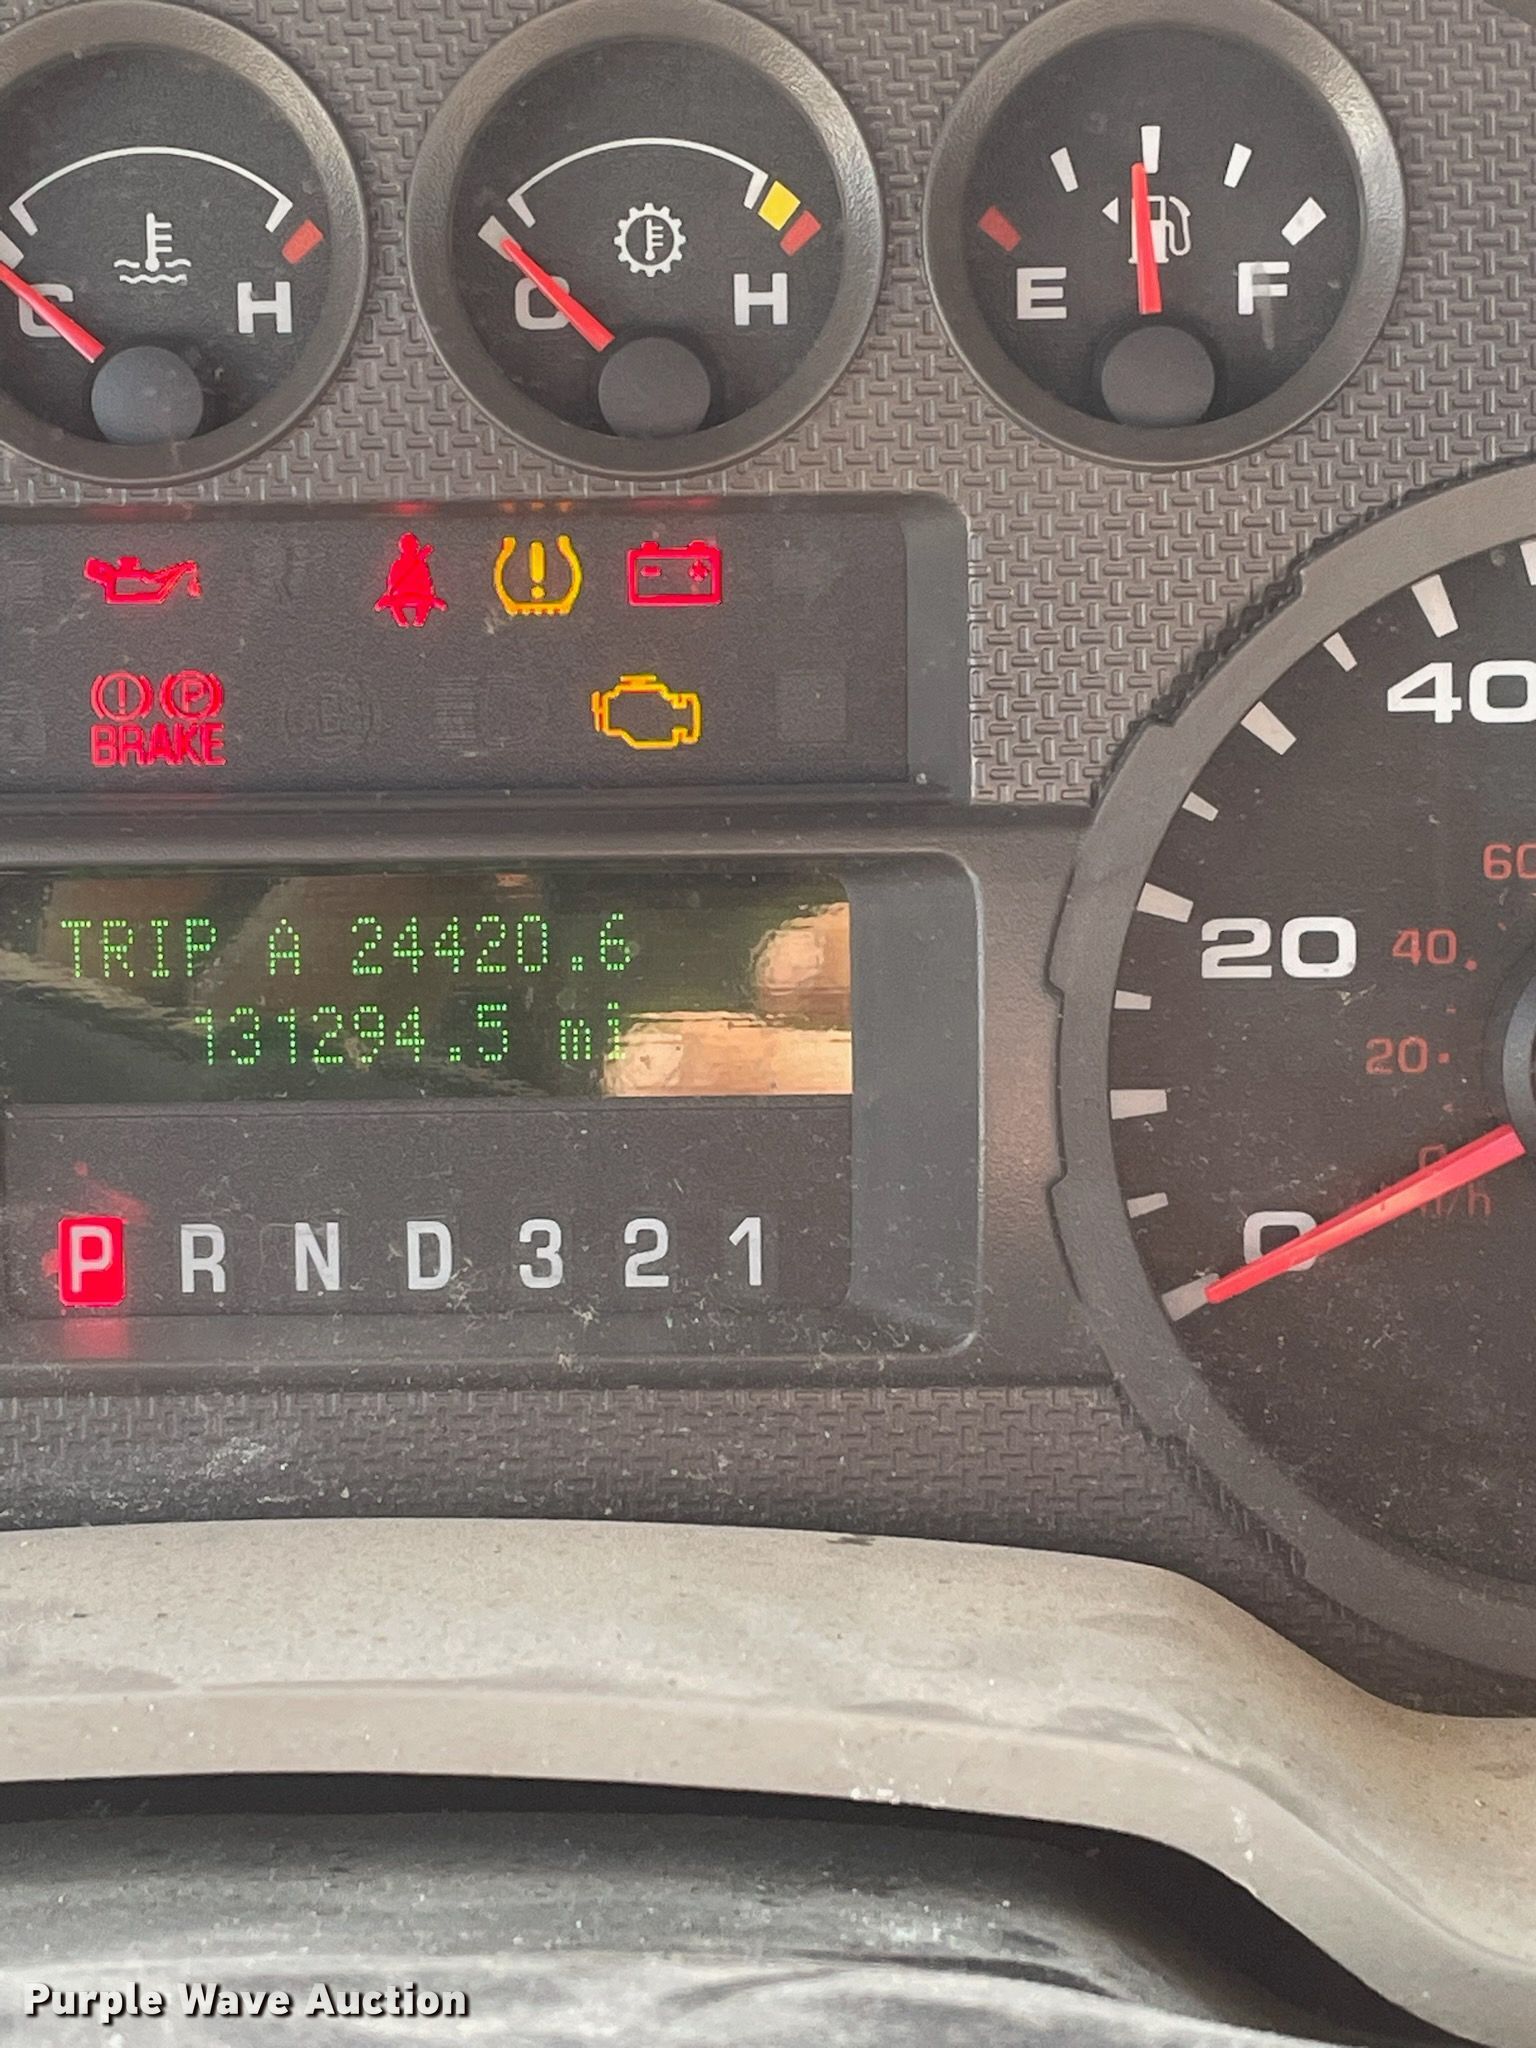 C H
C H
E F
BRAKE
TRIP A 24420.6
131294.5 mi
P R N D 3 2 1
40
60
20 40
20
0
0
Purple Wave Auction